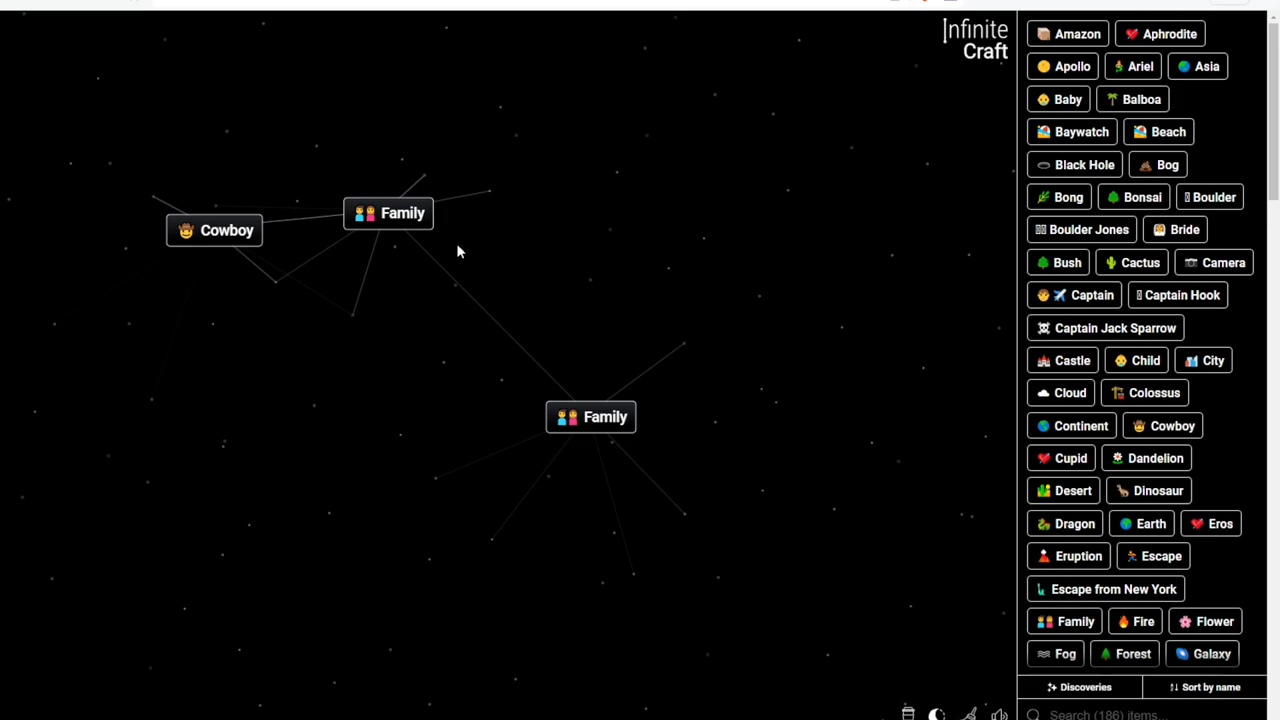 Infinite
Craft
Cowboy
Family
Family
Amazon Aphrodite
Apollo Ariel Asia
Baby Balboa
Baywatch Beach
Black Hole Bog
Bong Bonsai Boulder
Boulder Jones Bride
Bush Cactus Camera
Captain Captain Hook
Captain Jack Sparrow
Castle Child City
Cloud Colossus
Continent Cowboy
Cupid Dandelion
Desert Dinosaur
Dragon Earth Eros
Eruption Escape
Escape from New York
Family Fire Flower
Fog Forest Galaxy
Discoveries Sort by name
Search (186) items...